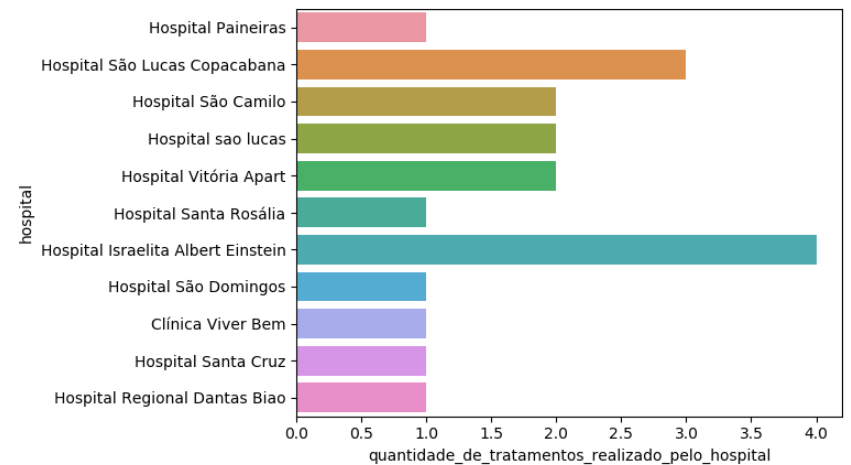 Hospital Paineiras
Hospital São Lucas Copacabana
Hospital São Camilo
Hospital sao lucas
Hospital Vitória Apart
Hospital Santa Rosália
Hospital Israelita Albert Einstein
Hospital São Domingos
Clínica Viver Bem
Hospital Santa Cruz
Hospital Regional Dantas Biao
hospital
0.0 0.5 1.0 1.5 2.0 2.5 3.0 3.5 4.0
quantidade_de_tratamentos_realizado_pelo_hospital